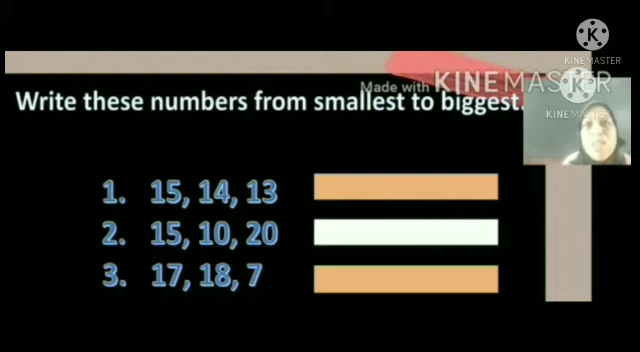 KINEMASTER
Made with KINEMASTER
Write these numbers from smallest to biggest.
KINEM
1. 15, 14, 13
2. 15, 10, 20
3. 17, 18, 7